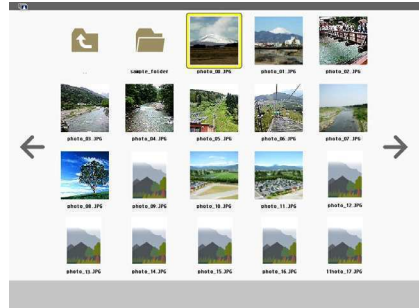 ..
sample_folder
photo_00.JPG
photo_01.JPG
photo_02.JPG
photo_03.JPG
photo_04.JPG
photo_05.JPG
photo_06.JPG
photo_07.JPG
photo_08.JPG
photo_09.JPG
photo_10.JPG
photo_11.JPG
photo_12.JPG
photo_13.JPG
photo_14.JPG
photo_15.JPG
photo_16.JPG